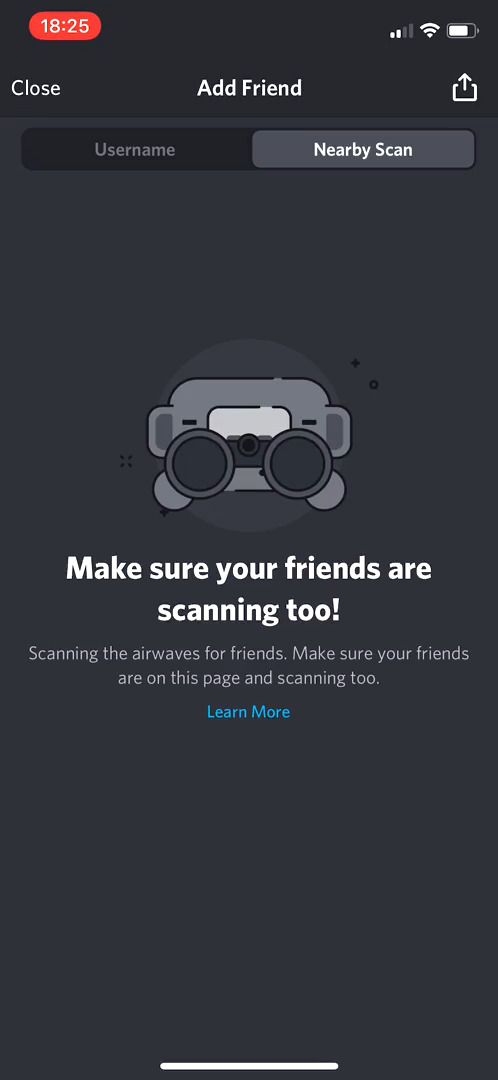 18:25
Close
Add Friend
Username
Nearby Scan
Make sure your friends are
scanning too!
Scanning the airwaves for friends. Make sure your friends
are on this page and scanning too.
Learn More